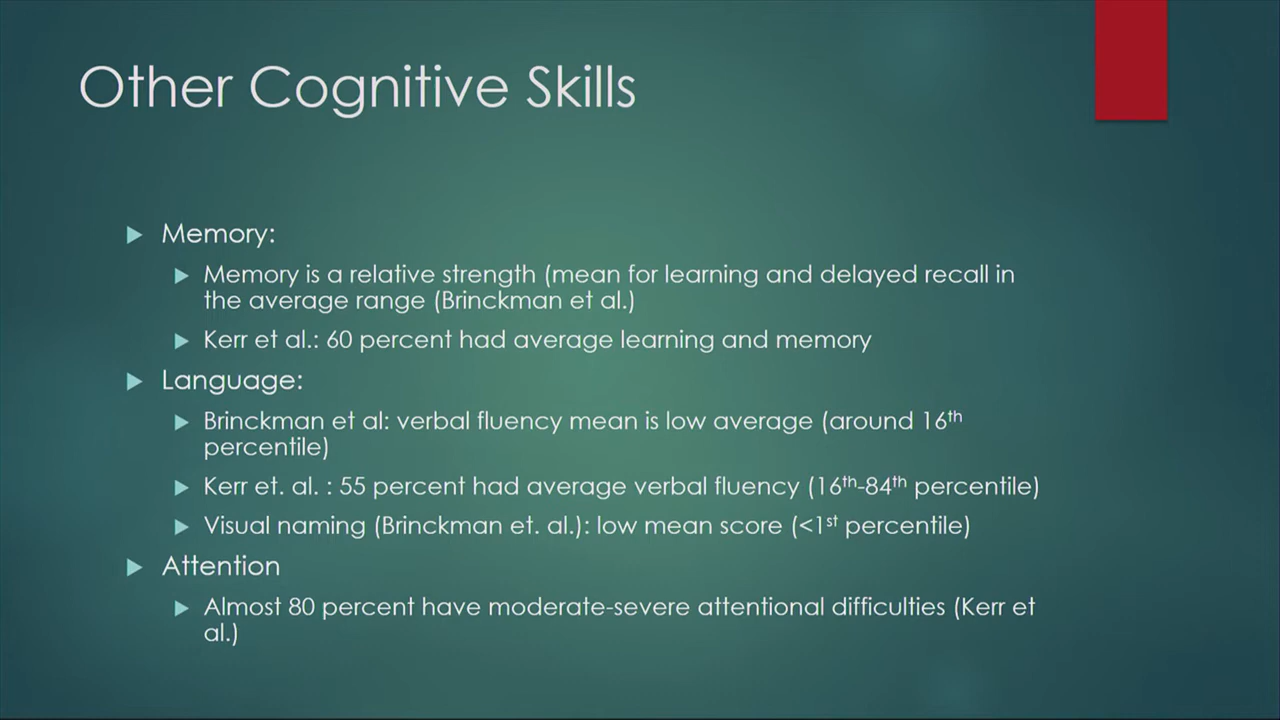 Other Cognitive Skills
Memory:
Memory is a relative strength (mean for learning and delayed recall in
the average range (Brinckman et al.)
Kerr et al.: 60 percent had average learning and memory
Language:
Brinckman et al: verbal fluency mean is low average (around 16th
percentile)
Kerr et. al. : 55 percent had average verbal fluency (16th-84th percentile)
Visual naming (Brinckman et. al.): low mean score (<1st percentile)
Attention
Almost 80 percent have moderate-severe attentional difficulties (Kerr et
al.)